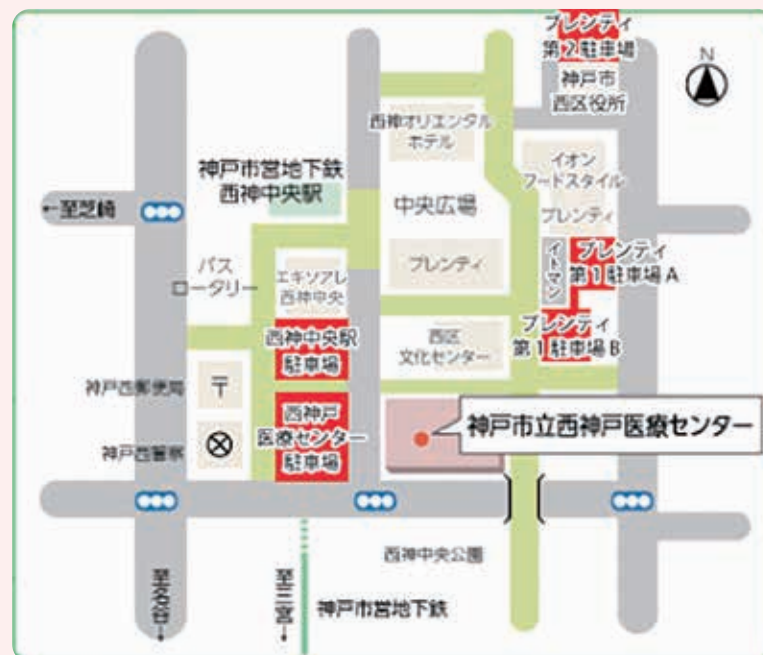 プレンティ
第2駐車場
N
神戸市
西区役所
西神オリエンタル
ホテル
イオン
フードスタイル
神戸市営地下鉄
西神中央駅
中央広場
プレンティ
←至芝崎
バス
ロータリー
エキソアレ
西神中央
プレンティ
イトマン
プレンティ
第1駐車場A
プレンティ
第1駐車場B
西神中央駅
駐車場
西区
文化センター
神戸西郵便局
〒
西神戸
医療センター
駐車場
神戸市立西神戸医療センター
神戸西警察
西神中央公園
至名谷→
至三宮→
神戸市営地下鉄